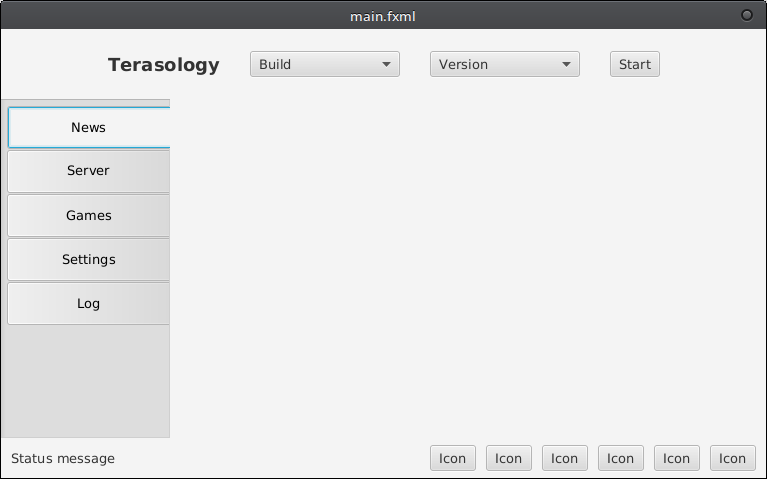 main.fxml
Terasology Build Version Start
News
Server
Games
Settings
Log
Status message Icon Icon Icon Icon Icon Icon